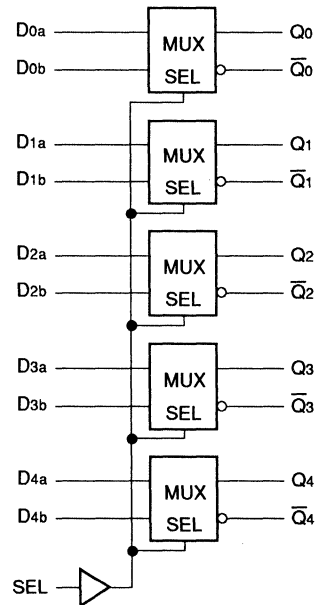 D0a MUX Q0
D0b SEL Q̅0
D1a MUX Q1
D1b SEL Q̅1
D2a MUX Q2
D2b SEL Q̅2
D3a MUX Q3
D3b SEL Q̅3
D4a MUX Q4
D4b SEL Q̅4
SEL